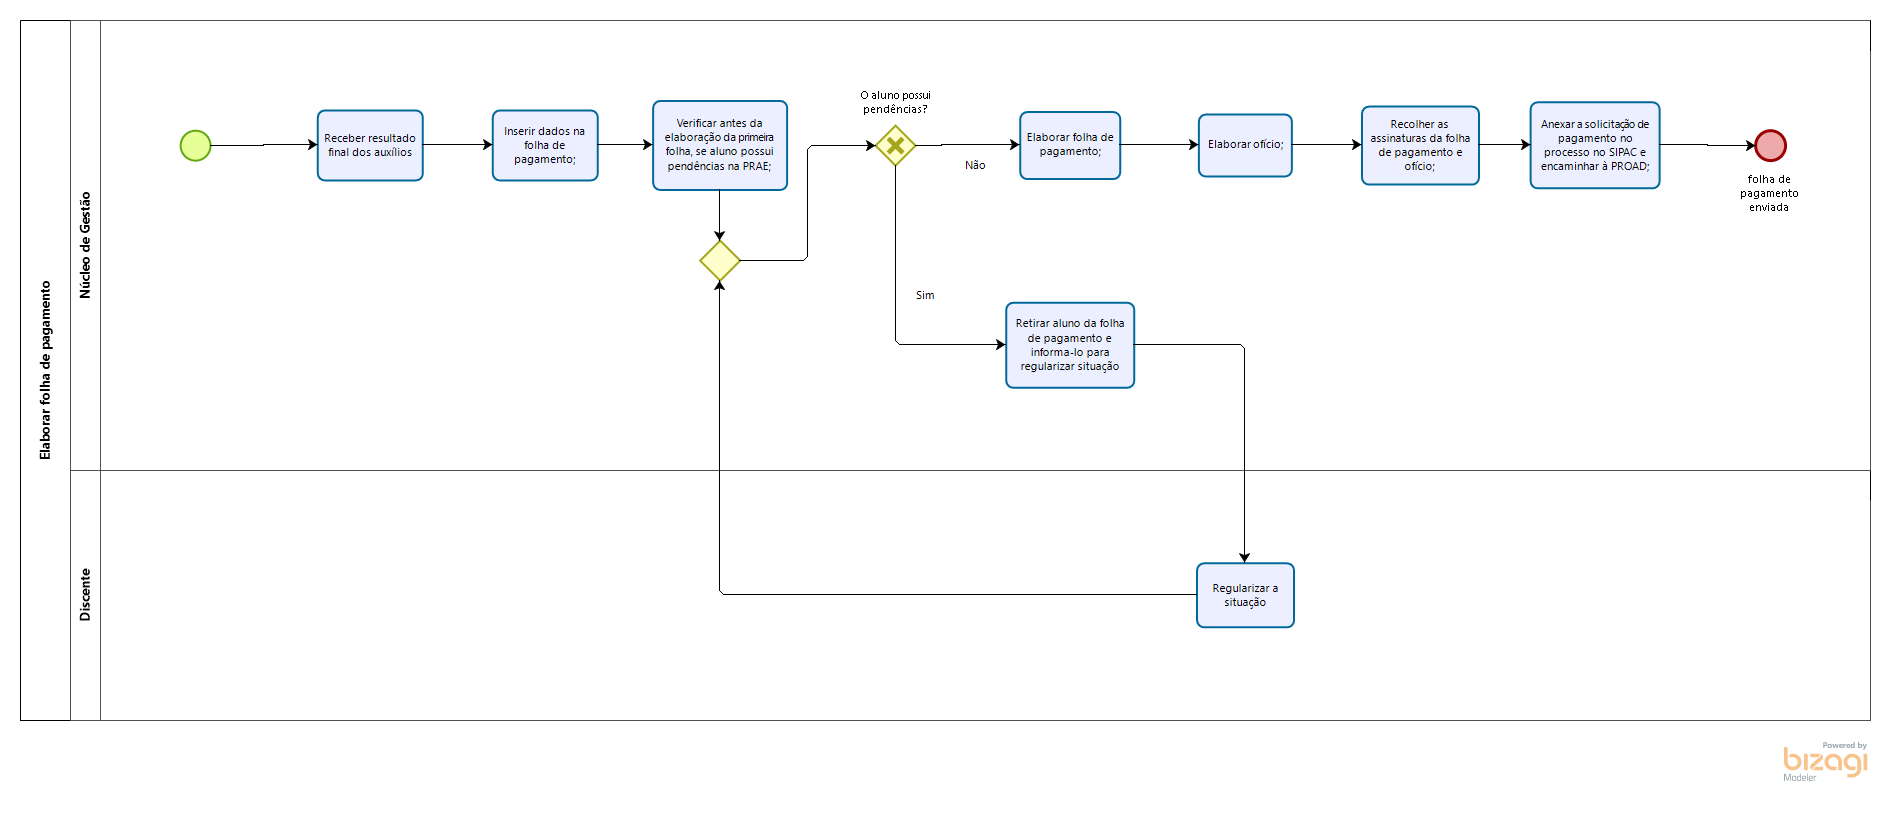 Elaborar folha de pagamento
Núcleo de Gestão
Receber resultado
final dos auxílios
Inserir dados na
folha de
pagamento;
Verificar antes da
elaboração da primeira
folha, se aluno possui
pendências na PRAE;
O aluno possui
pendências?
Não
Elaborar folha de
pagamento;
Elaborar ofício;
Recolher as
assinaturas da folha
de pagamento e
ofício;
Anexar a solicitação de
pagamento no
processo no SIPAC e
encaminhar à PROAD;
folha de
pagamento
enviada
Sim
Retirar aluno da folha
de pagamento e
informa-lo para
regularizar situação
Discente
Regularizar a
situação
Powered by
bizagi
Modeler